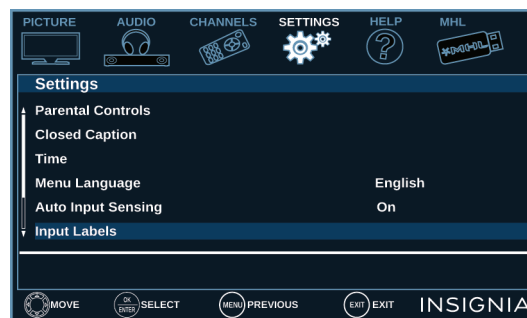 PICTURE AUDIO CHANNELS SETTINGS HELP MHL
?
MHL
Settings
Parental Controls
Closed Caption
Time
Menu Language English
Auto Input Sensing On
Input Labels
MOVE OK ENTER SELECT MENU PREVIOUS EXIT EXIT INSIGNIA